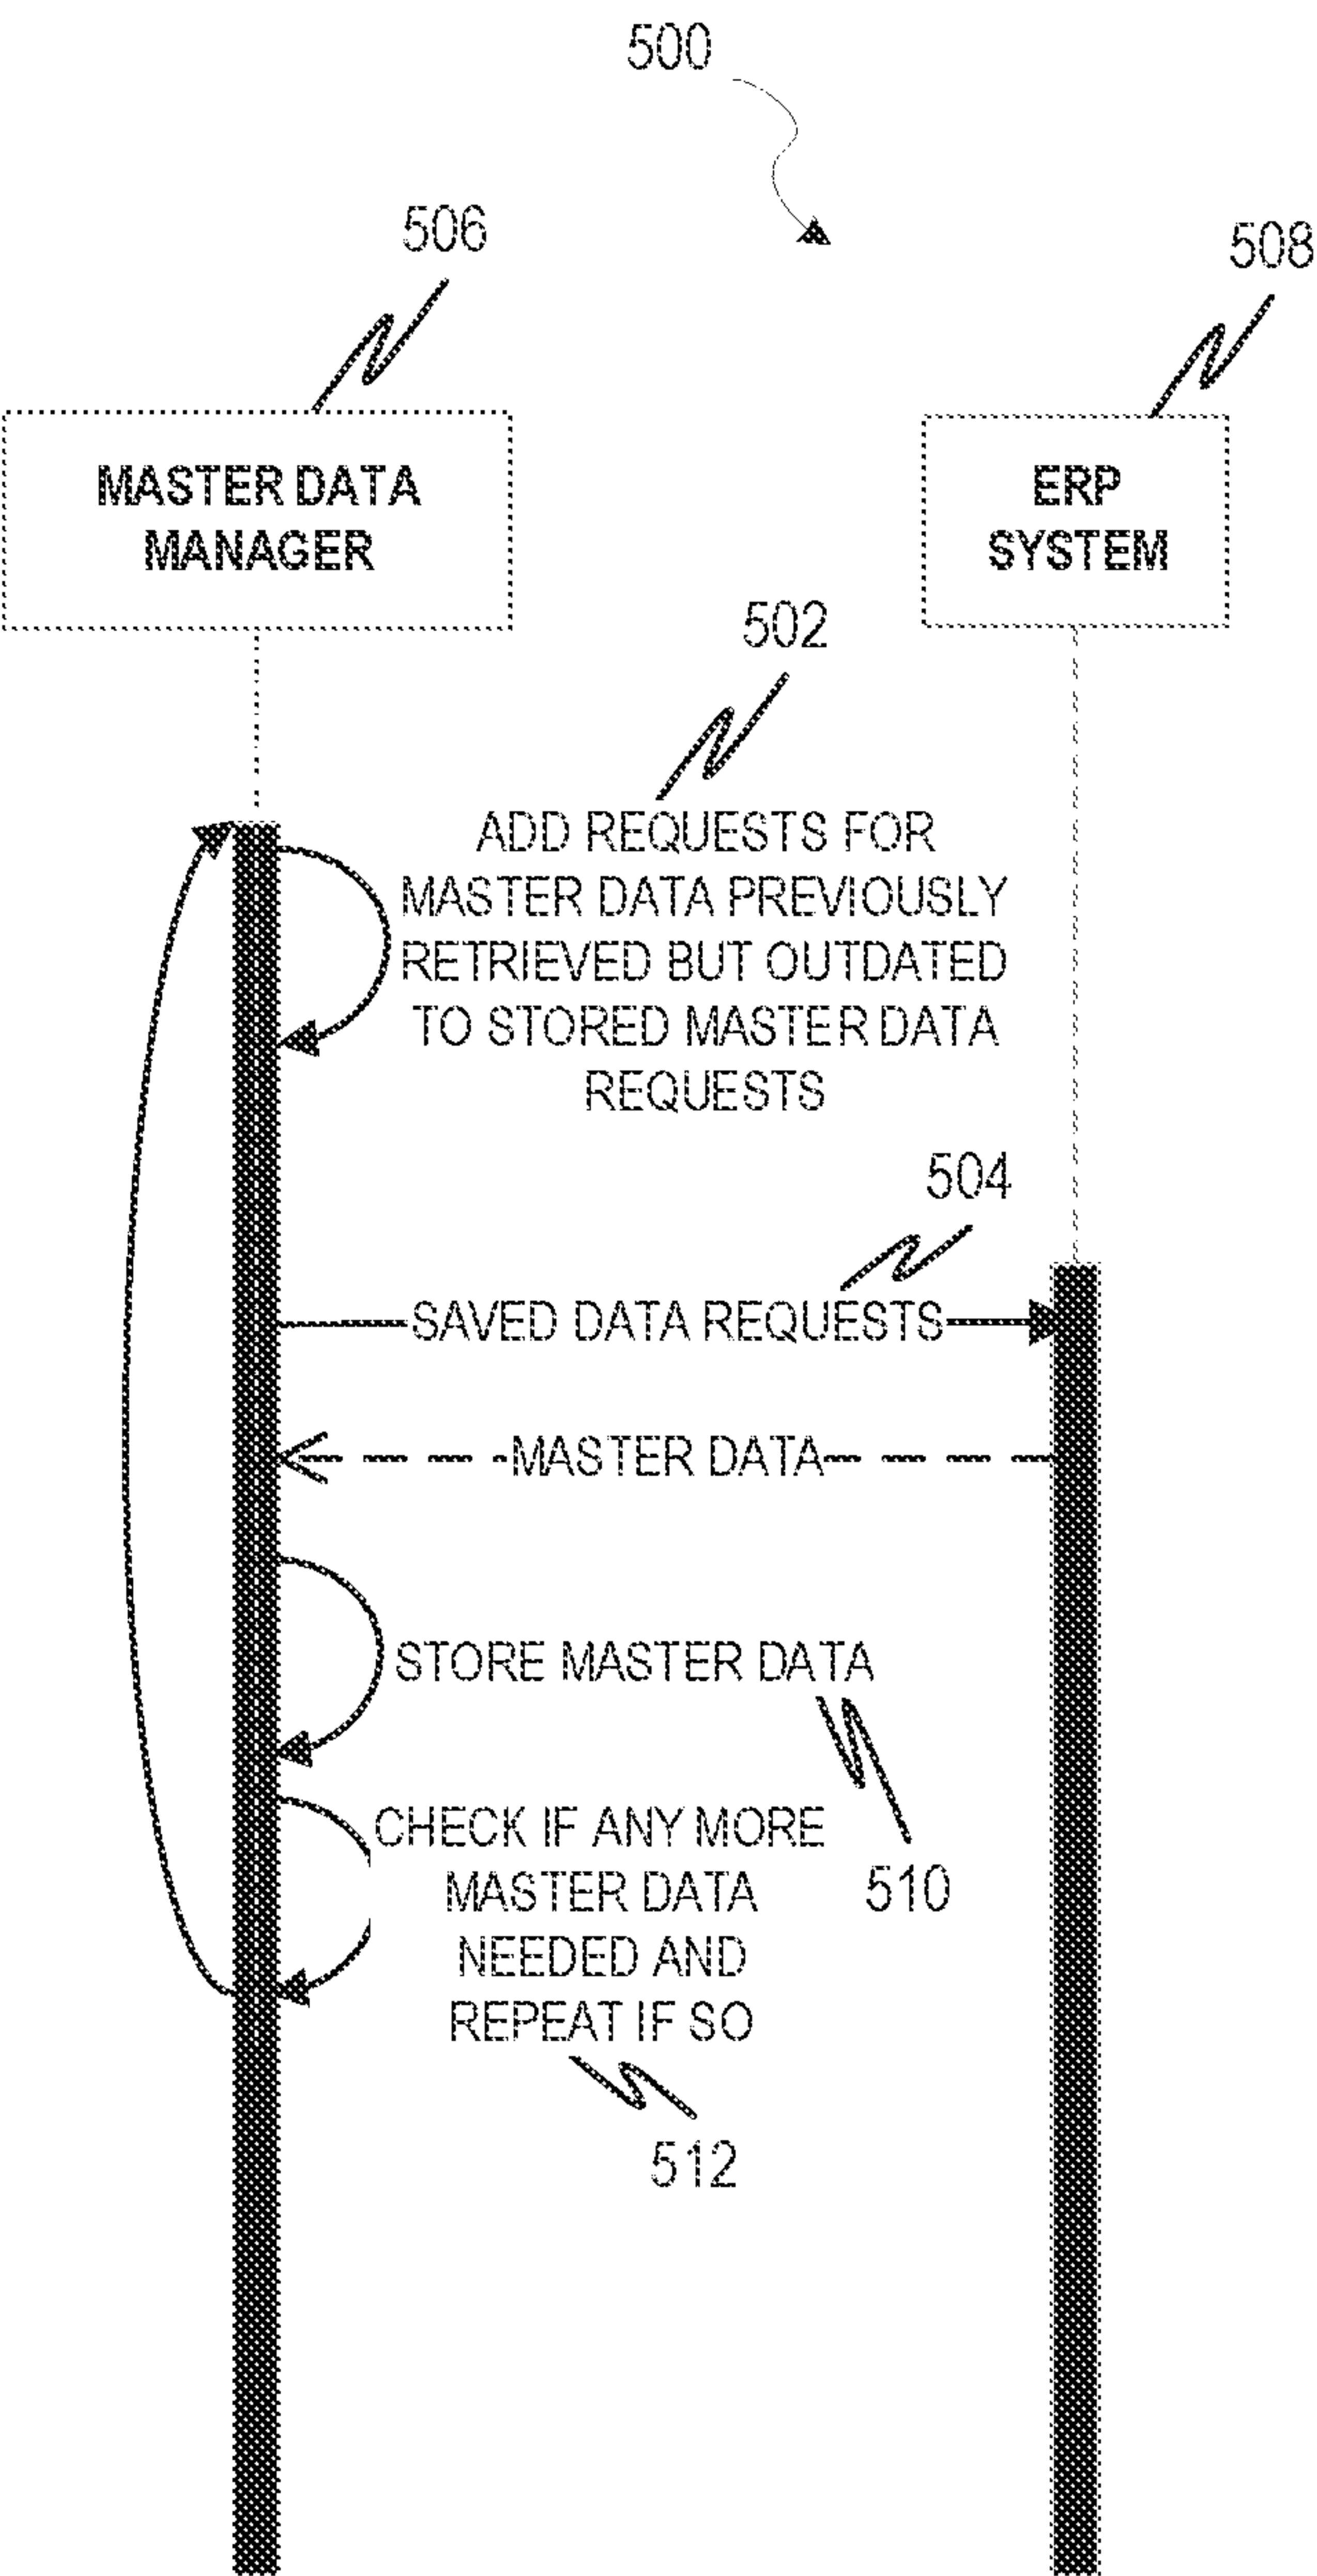 500
506
508
MASTER DATA
MANAGER
ERP
SYSTEM
502
ADD REQUESTS FOR
MASTER DATA PREVIOUSLY
RETRIEVED BUT OUTDATED
TO STORED MASTER DATA
REQUESTS
504
SAVED DATA REQUESTS
MASTER DATA
STORE MASTER DATA
CHECK IF ANY MORE
MASTER DATA
NEEDED AND
REPEAT IF SO
510
512